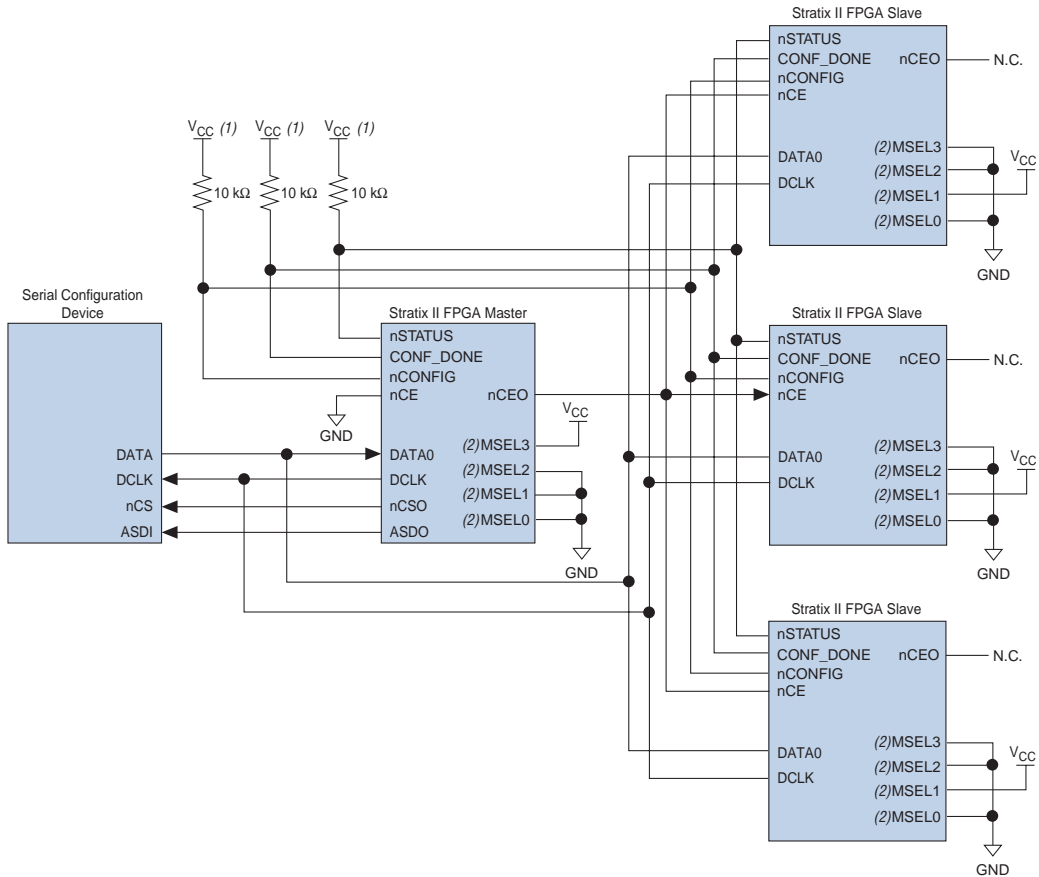 Stratix II FPGA Slave
nSTATUS
CONF_DONE
nCONFIG
nCE
nCEO
N.C.
DATA0
DCLK
(2)MSEL3
(2)MSEL2
(2)MSEL1
(2)MSEL0
VCC
GND
VCC (1)
VCC (1)
VCC (1)
10 kΩ
10 kΩ
10 kΩ
Serial Configuration
Device
DATA
DCLK
nCS
ASDI
Stratix II FPGA Master
nSTATUS
CONF_DONE
nCONFIG
nCE
nCEO
GND
DATA0
DCLK
nCSO
ASDO
(2)MSEL3
(2)MSEL2
(2)MSEL1
(2)MSEL0
VCC
GND
Stratix II FPGA Slave
nSTATUS
CONF_DONE
nCONFIG
nCE
nCEO
N.C.
DATA0
DCLK
(2)MSEL3
(2)MSEL2
(2)MSEL1
(2)MSEL0
VCC
GND
Stratix II FPGA Slave
nSTATUS
CONF_DONE
nCONFIG
nCE
nCEO
N.C.
DATA0
DCLK
(2)MSEL3
(2)MSEL2
(2)MSEL1
(2)MSEL0
VCC
GND